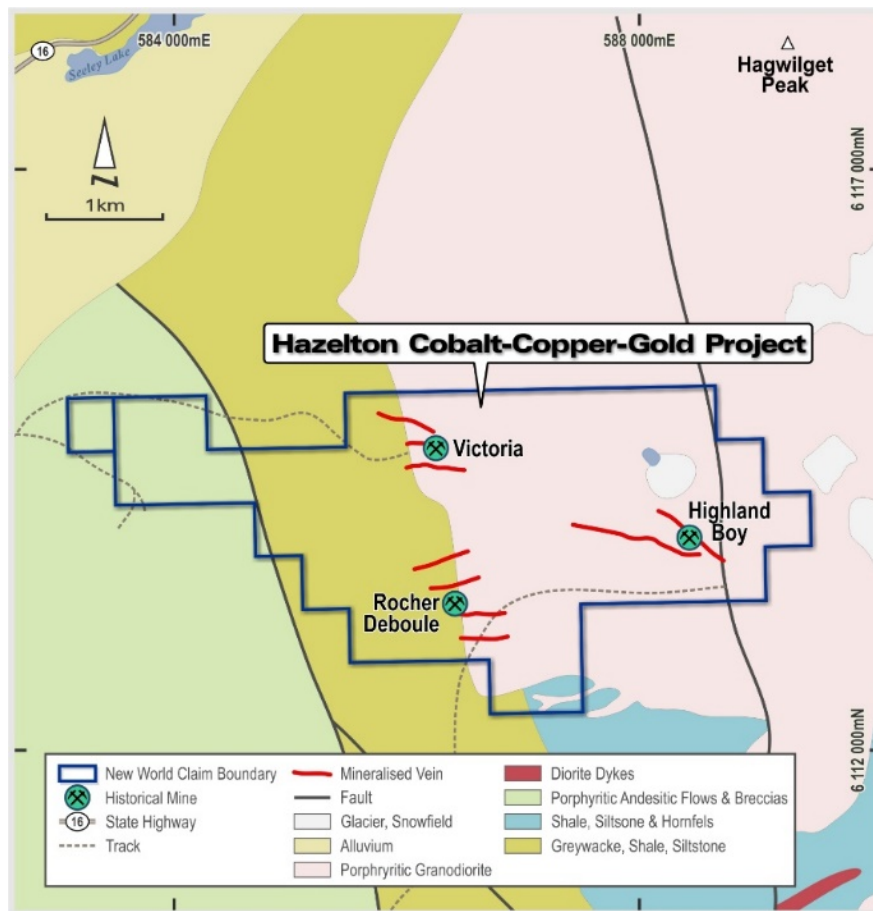 16
Seeley Lake
584 000mE
588 000mE
Hagwilget
Peak
6 117 000mN
Z
1km
Hazelton Cobalt-Copper-Gold Project
Victoria
Highland
Boy
Rocher
Deboule
6 112 000mN
New World Claim Boundary
Historical Mine
16 State Highway
Track
Mineralised Vein
Fault
Glacier, Snowfield
Alluvium
Porphryritic Granodiorite
Diorite Dykes
Porphyritic Andesitic Flows & Breccias
Shale, Siltsone & Hornfels
Greywacke, Shale, Siltstone